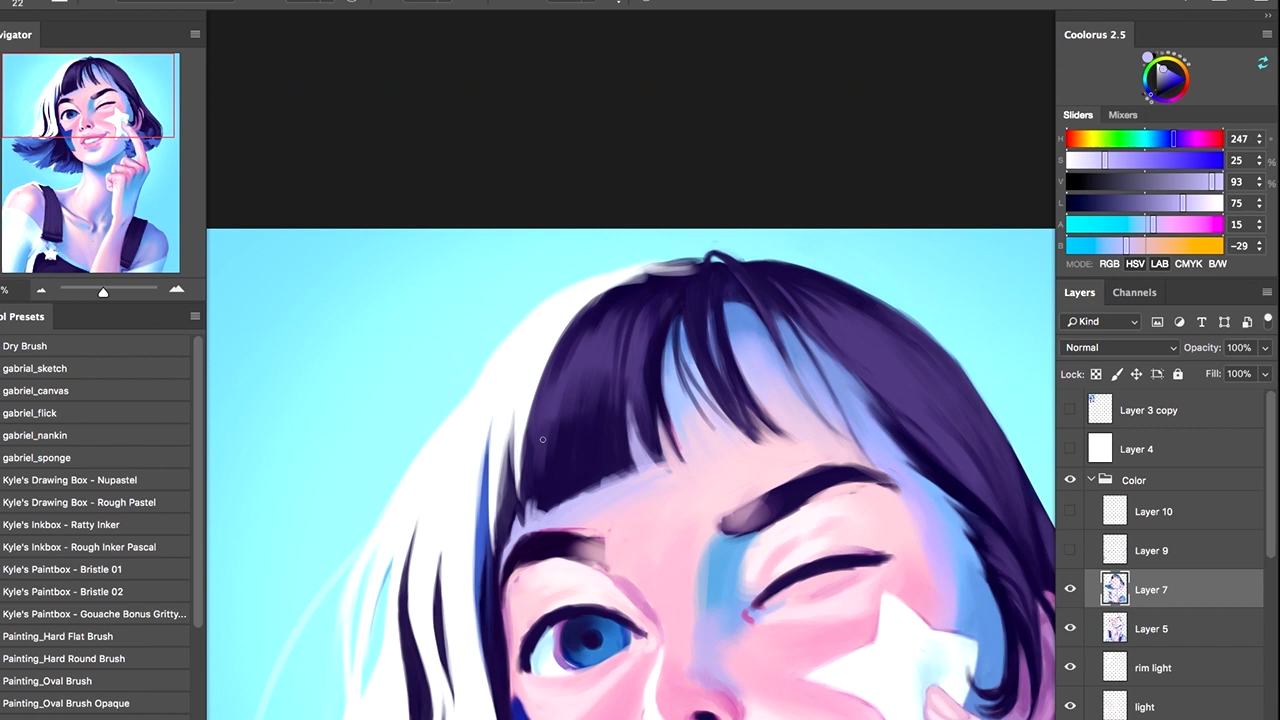 22
vigator
%
ol Presets
Dry Brush
gabriel_sketch
gabriel_canvas
gabriel_flick
gabriel_nankin
gabriel_sponge
Kyle's Drawing Box - Nupastel
Kyle's Drawing Box - Rough Pastel
Kyle's Inkbox - Ratty Inker
Kyle's Inkbox - Rough Inker Pascal
Kyle's Paintbox - Bristle 01
Kyle's Paintbox - Bristle 02
Kyle's Paintbox - Gouache Bonus Gritty...
Painting_Hard Flat Brush
Painting_Hard Round Brush
Painting_Oval Brush
Painting_Oval Brush Opaque
Coolorus 2.5
Sliders Mixers
H 247 °
S 25 %
V 93 %
L 75
A 15
B -29
MODE: RGB HSV LAB CMYK B/W
Layers Channels
Kind
Normal Opacity: 100%
Lock: Fill: 100%
Layer 3 copy
Layer 4
Color
Layer 10
Layer 9
Layer 7
Layer 5
rim light
light